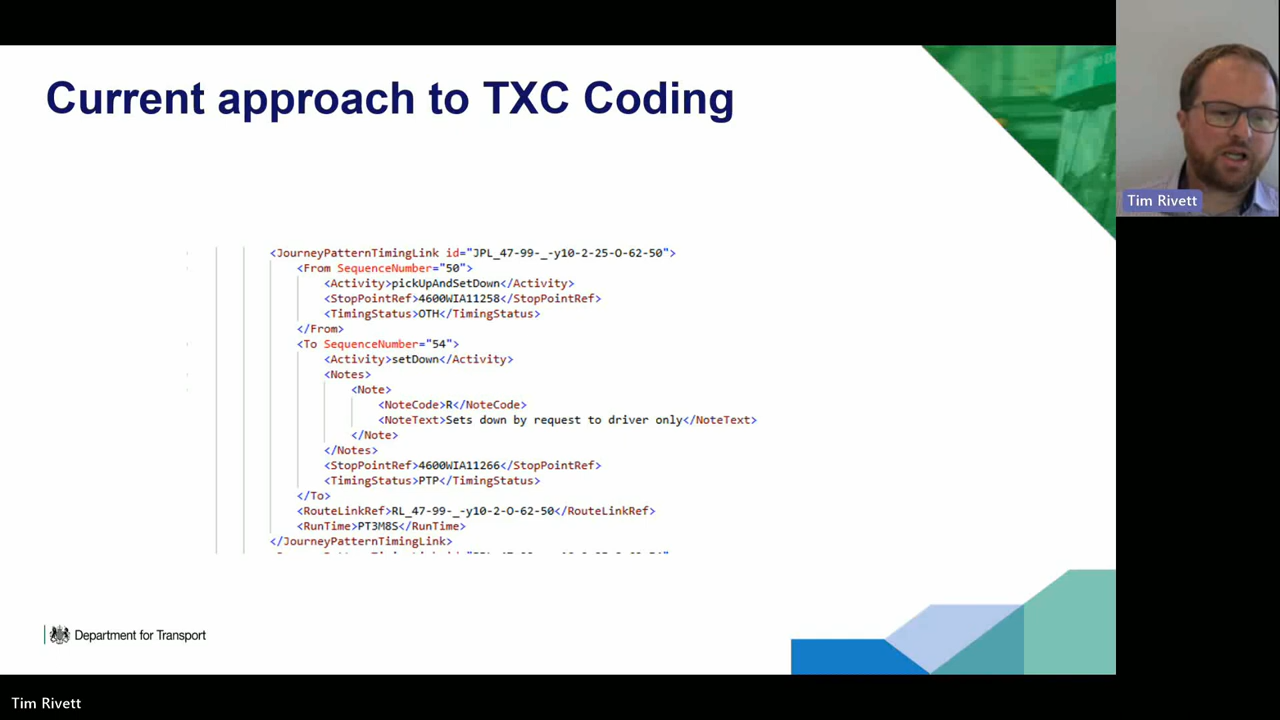 Current approach to TXC Coding
<JourneyPatternTimingLink id="JPL_47-99-_-y10-2-25-O-62-50">
<From SequenceNumber="50">
<Activity>pickUpAndSetDown</Activity>
<StopPointRef>4600WIA11258</StopPointRef>
<TimingStatus>OTH</TimingStatus>
</From>
<To SequenceNumber="54">
<Activity>setDown</Activity>
<Notes>
<Note>
<NoteCode>R</NoteCode>
<NoteText>Sets down by request to driver only</NoteText>
</Note>
</Notes>
<StopPointRef>4600WIA11266</StopPointRef>
<TimingStatus>PTP</TimingStatus>
</To>
<RouteLinkRef>RL_47-99-_-y10-2-O-62-50</RouteLinkRef>
<RunTime>PT3M8S</RunTime>
</JourneyPatternTimingLink>
Department for Transport
Tim Rivett
Tim Rivett